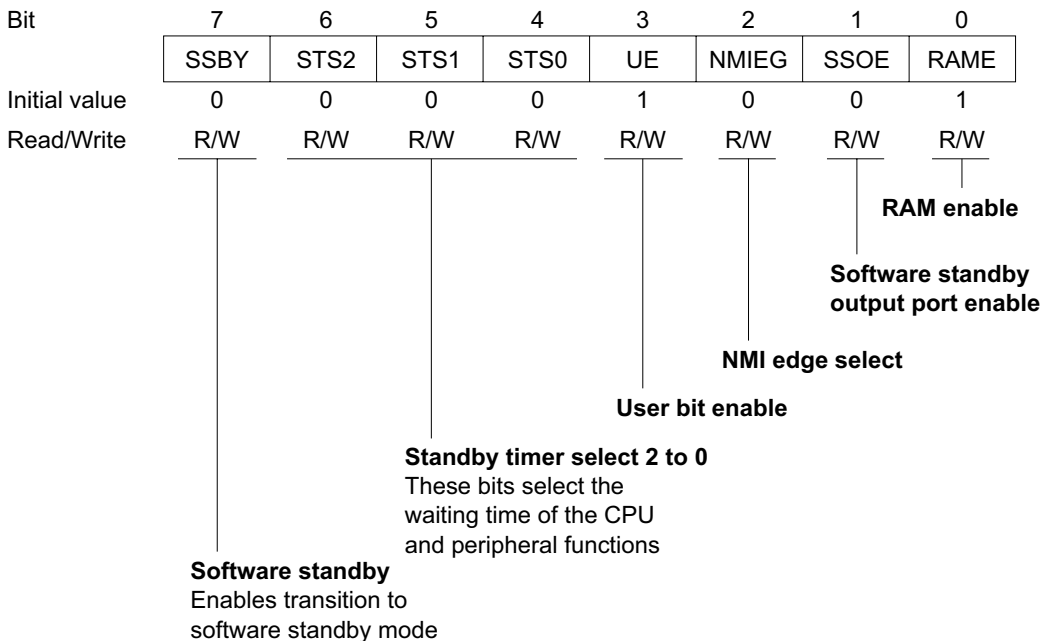 Bit 7 6 5 4 3 2 1 0
SSBY STS2 STS1 STS0 UE NMIEG SSOE RAME
Initial value 0 0 0 0 1 0 0 1
Read/Write R/W R/W R/W R/W R/W R/W R/W R/W
RAM enable
Software standby
output port enable
NMI edge select
User bit enable
Standby timer select 2 to 0
These bits select the
waiting time of the CPU
and peripheral functions
Software standby
Enables transition to
software standby mode